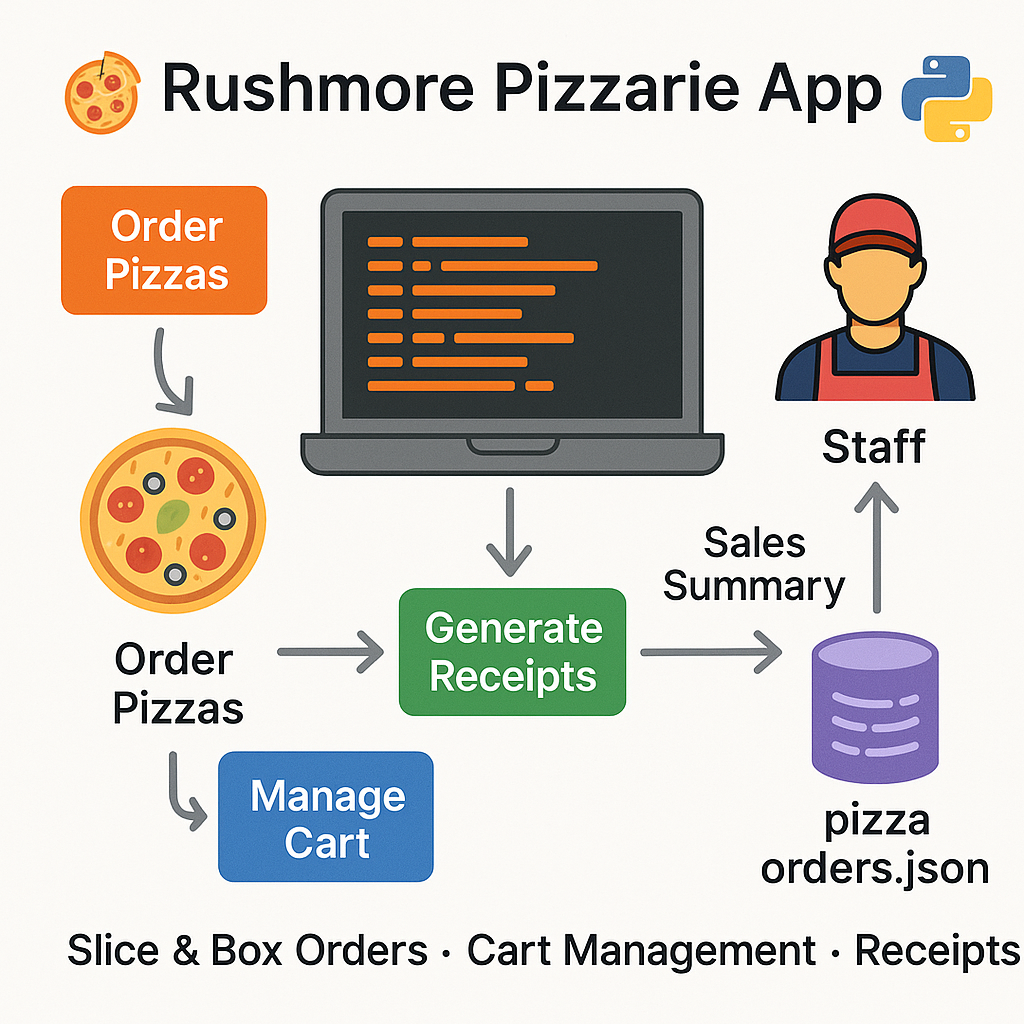 Rushmore Pizzarie App
Order
Pizzas
Staff
Sales
Summary
Generate
Receipts
Order
Pizzas
Manage
Cart
pizza
orders.json
Slice & Box Orders · Cart Management · Receipts